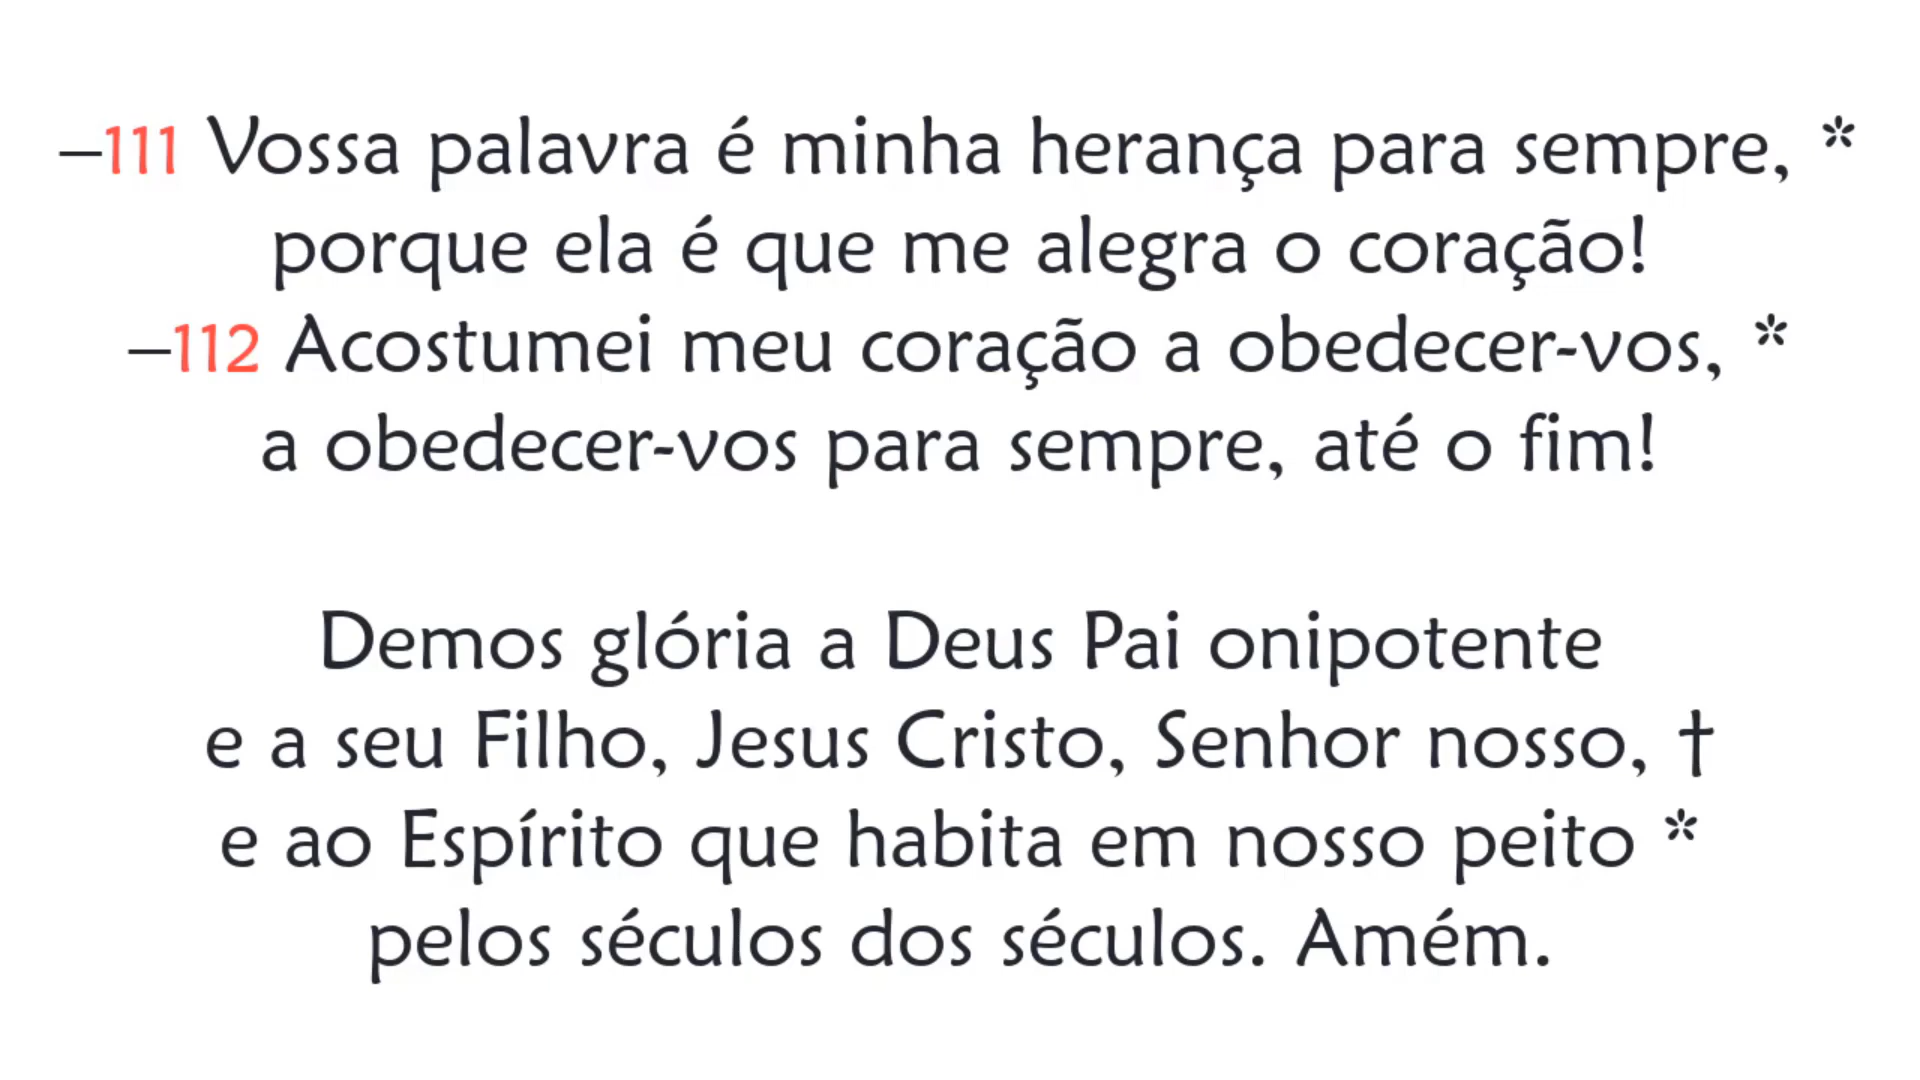 –111 Vossa palavra é minha herança para sempre, *
porque ela é que me alegra o coração!
–112 Acostumei meu coração a obedecer-vos, *
a obedecer-vos para sempre, até o fim!
Demos glória a Deus Pai onipotente
e a seu Filho, Jesus Cristo, Senhor nosso, †
e ao Espírito que habita em nosso peito *
pelos séculos dos séculos. Amém.